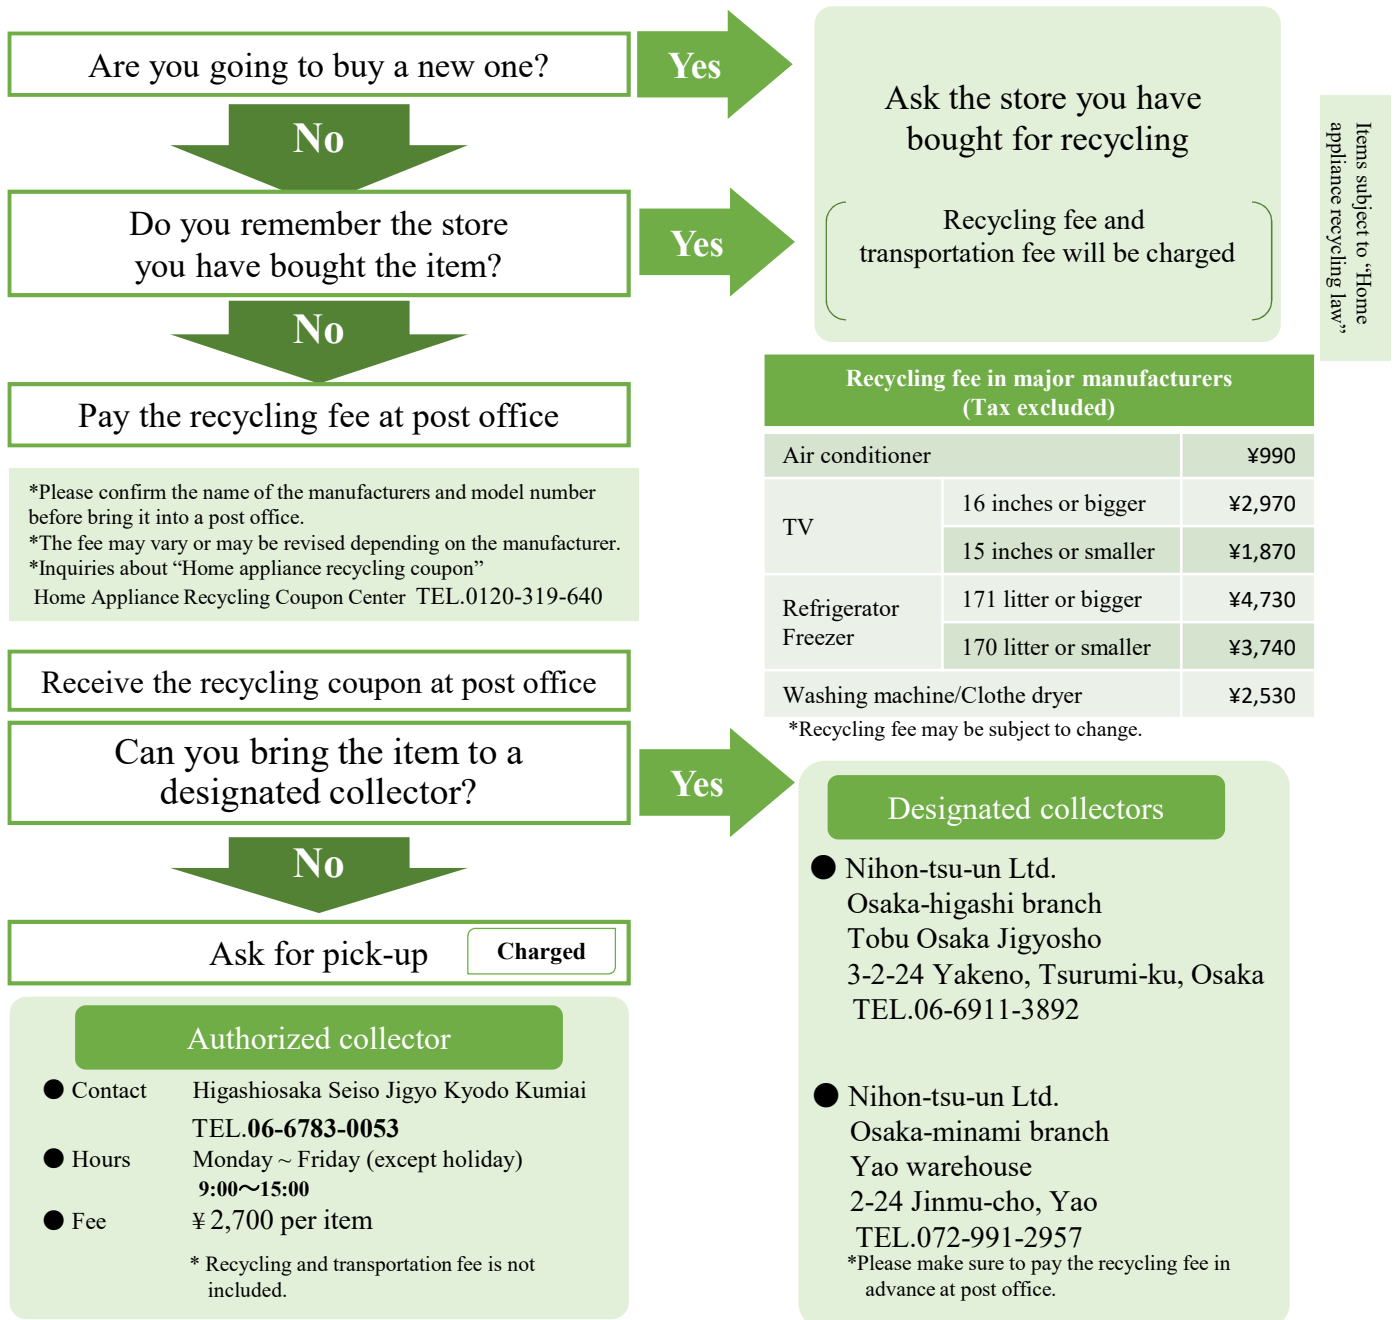 Are you going to buy a new one?
Yes
No
Do you remember the store
you have bought the item?
Yes
No
Pay the recycling fee at post office
*Please confirm the name of the manufacturers and model number
before bring it into a post office.
*The fee may vary or may be revised depending on the manufacturer.
*Inquiries about “Home appliance recycling coupon”
Home Appliance Recycling Coupon Center TEL.0120-319-640
Receive the recycling coupon at post office
Can you bring the item to a
designated collector?
Yes
No
Ask for pick-up
Charged
Authorized collector
● Contact Higashiosaka Seiso Jigyo Kyodo Kumiai
TEL.06-6783-0053
● Hours Monday ~ Friday (except holiday)
9:00〜15:00
● Fee ¥ 2,700 per item
* Recycling and transportation fee is not
included.
Ask the store you have
bought for recycling
Recycling fee and
transportation fee will be charged
Items subject to “Home
appliance recycling law”
Recycling fee in major manufacturers
(Tax excluded)
Air conditioner ¥990
TV
16 inches or bigger ¥2,970
15 inches or smaller ¥1,870
Refrigerator
Freezer
171 litter or bigger ¥4,730
170 litter or smaller ¥3,740
Washing machine/Clothe dryer ¥2,530
*Recycling fee may be subject to change.
Designated collectors
● Nihon-tsu-un Ltd.
Osaka-higashi branch
Tobu Osaka Jigyosho
3-2-24 Yakeno, Tsurumi-ku, Osaka
TEL.06-6911-3892
● Nihon-tsu-un Ltd.
Osaka-minami branch
Yao warehouse
2-24 Jinmu-cho, Yao
TEL.072-991-2957
*Please make sure to pay the recycling fee in
advance at post office.